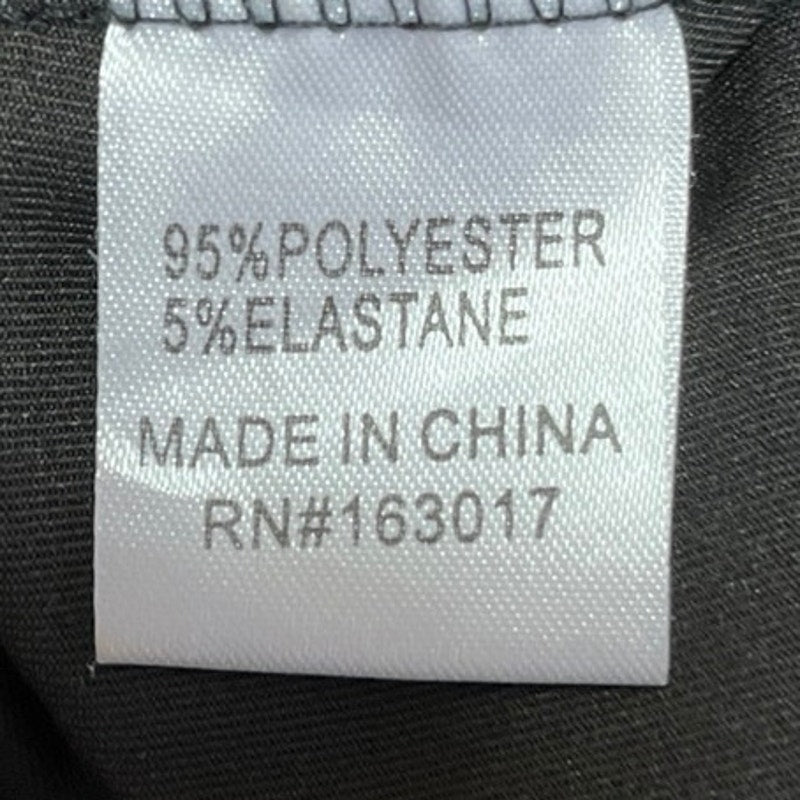 95%POLYESTER
5%ELASTANE
MADE IN CHINA
RN#163017